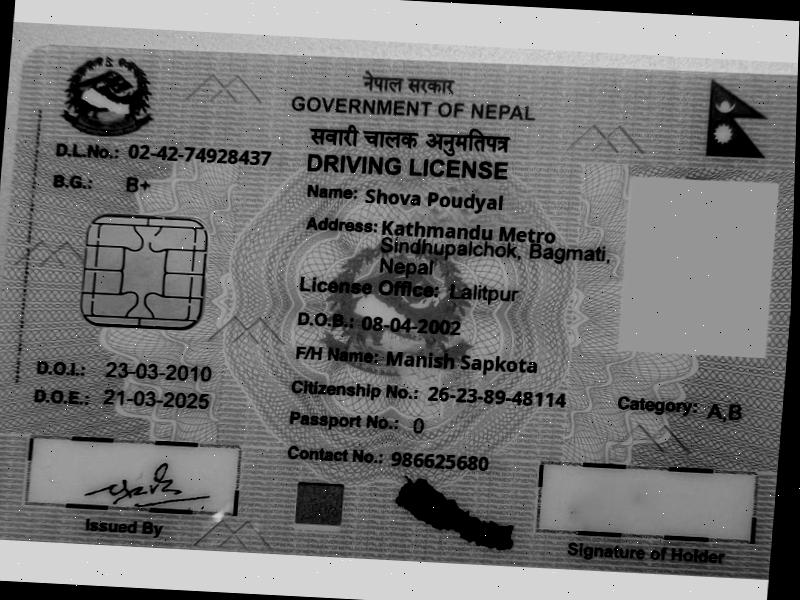 नेपाल सरकार
GOVERNMENT OF NEPAL
सवारी चालक अनुमतिपत्र
DRIVING LICENSE
D.L.No.: 02-42-74928437
B.G.: B+
Name: Shova Poudyal
Address: Kathmandu Metro
Sindhupalchok, Bagmati,
Nepal
License Office: Lalitpur
D.O.B.: 08-04-2002
F/H Name: Manish Sapkota
D.O.I.: 23-03-2010
D.O.E.: 21-03-2025
Citizenship No.: 26-23-89-48114
Category: A,B
Passport No.: 0
Contact No.: 986625680
Issued By
Signature of Holder